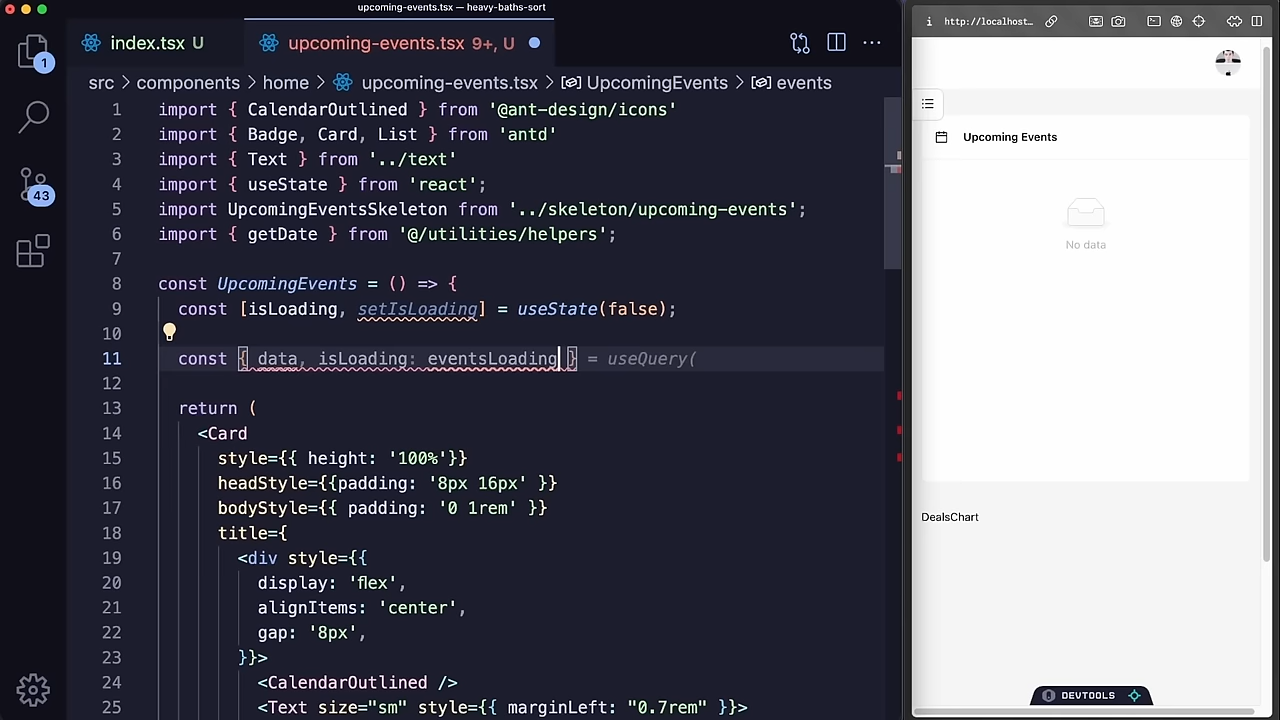 upcoming-events.tsx — heavy-baths-sort
index.tsx U
upcoming-events.tsx 9+, U
src > components > home > upcoming-events.tsx > UpcomingEvents > events
1 import { CalendarOutlined } from '@ant-design/icons'
2 import { Badge, Card, List } from 'antd'
3 import { Text } from '../text'
4 import { useState } from 'react';
5 import UpcomingEventsSkeleton from '../skeleton/upcoming-events';
6 import { getDate } from '@/utilities/helpers';
7
8 const UpcomingEvents = () => {
9 const [isLoading, setIsLoading] = useState(false);
10
11 const { data, isLoading: eventsLoading } = useQuery(
12
13 return (
14 <Card
15 style={{ height: '100%'}}
16 headStyle={{padding: '8px 16px' }}
17 bodyStyle={{ padding: '0 1rem' }}
18 title={
19 <div style={{
20 display: 'flex',
21 alignItems: 'center',
22 gap: '8px',
23 }}>
24 <CalendarOutlined />
25 <Text size="sm" style={{ marginLeft: "0.7rem" }}>
1
43
http://localhost...
Upcoming Events
No data
DealsChart
DEVTOOLS